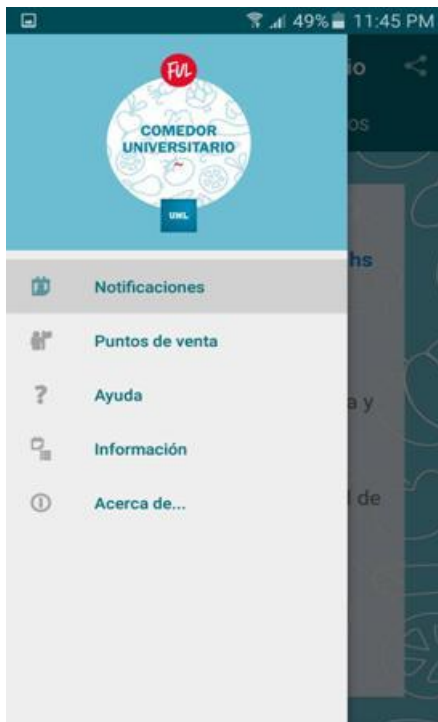 49% 11:45 PM
FUL
COMEDOR
UNIVERSITARIO
UNL
io
os
hs
a y
l de
Notificaciones
Puntos de venta
Ayuda
Información
Acerca de...